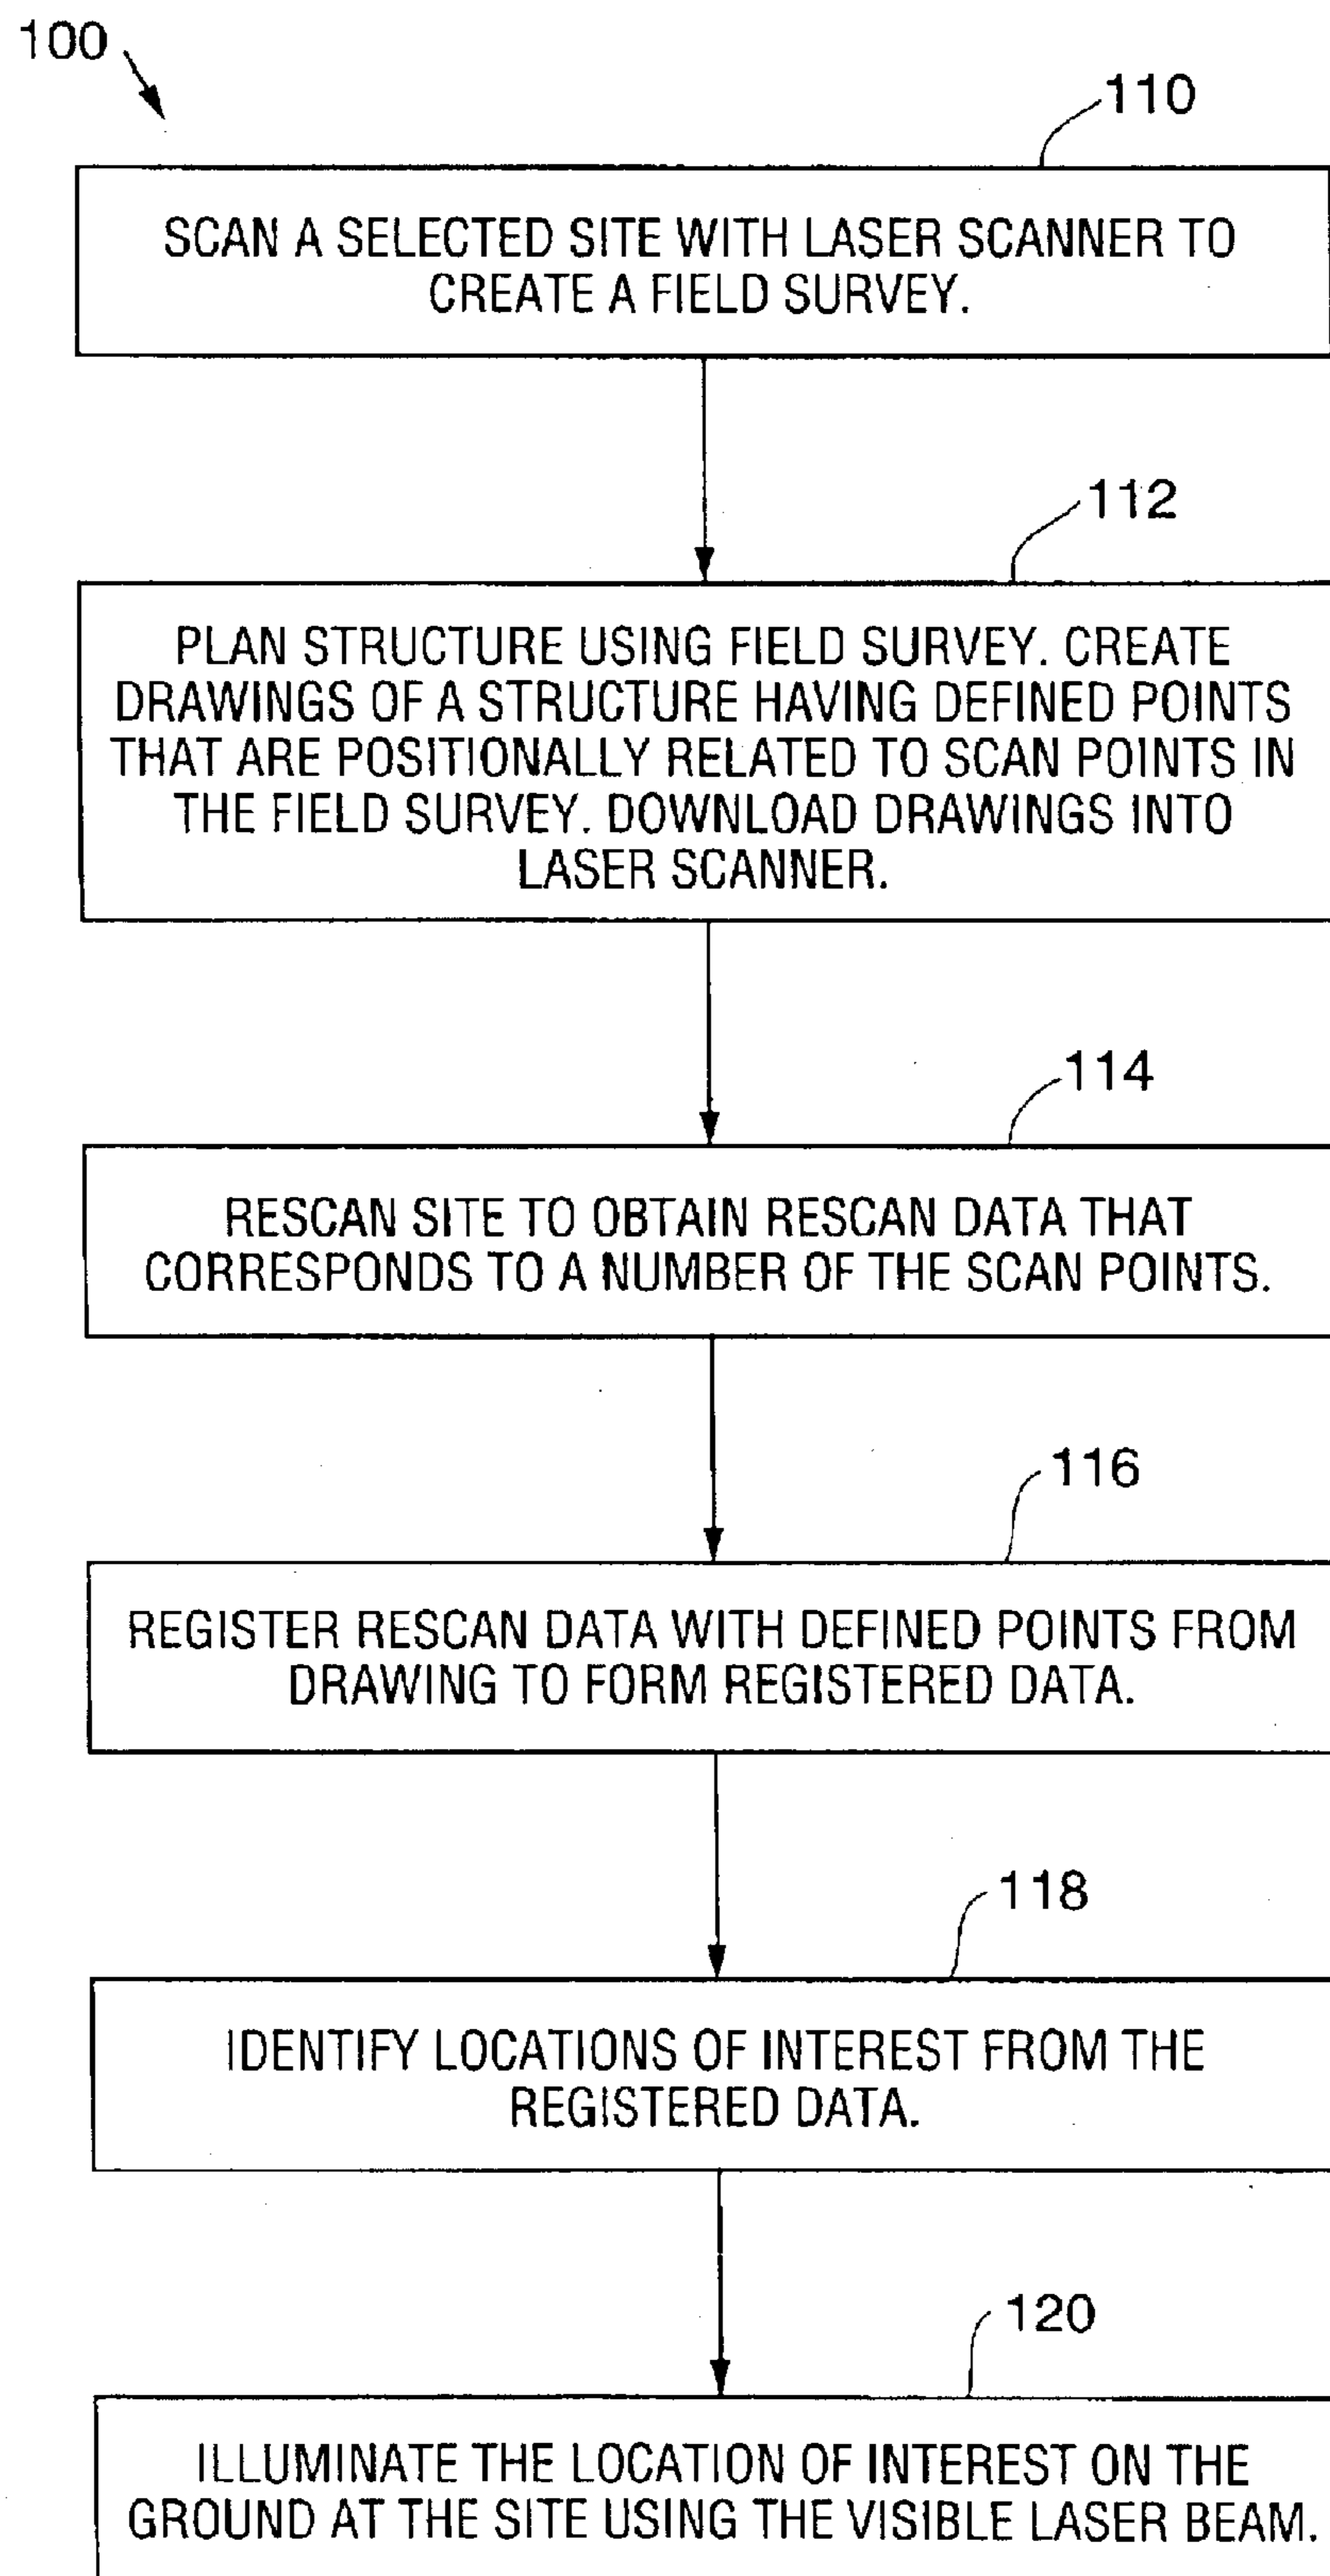 100
110
SCAN A SELECTED SITE WITH LASER SCANNER TO
CREATE A FIELD SURVEY.
112
PLAN STRUCTURE USING FIELD SURVEY. CREATE
DRAWINGS OF A STRUCTURE HAVING DEFINED POINTS
THAT ARE POSITIONALLY RELATED TO SCAN POINTS IN
THE FIELD SURVEY. DOWNLOAD DRAWINGS INTO
LASER SCANNER.
114
RESCAN SITE TO OBTAIN RESCAN DATA THAT
CORRESPONDS TO A NUMBER OF THE SCAN POINTS.
116
REGISTER RESCAN DATA WITH DEFINED POINTS FROM
DRAWING TO FORM REGISTERED DATA.
118
IDENTIFY LOCATIONS OF INTEREST FROM THE
REGISTERED DATA.
120
ILLUMINATE THE LOCATION OF INTEREST ON THE
GROUND AT THE SITE USING THE VISIBLE LASER BEAM.